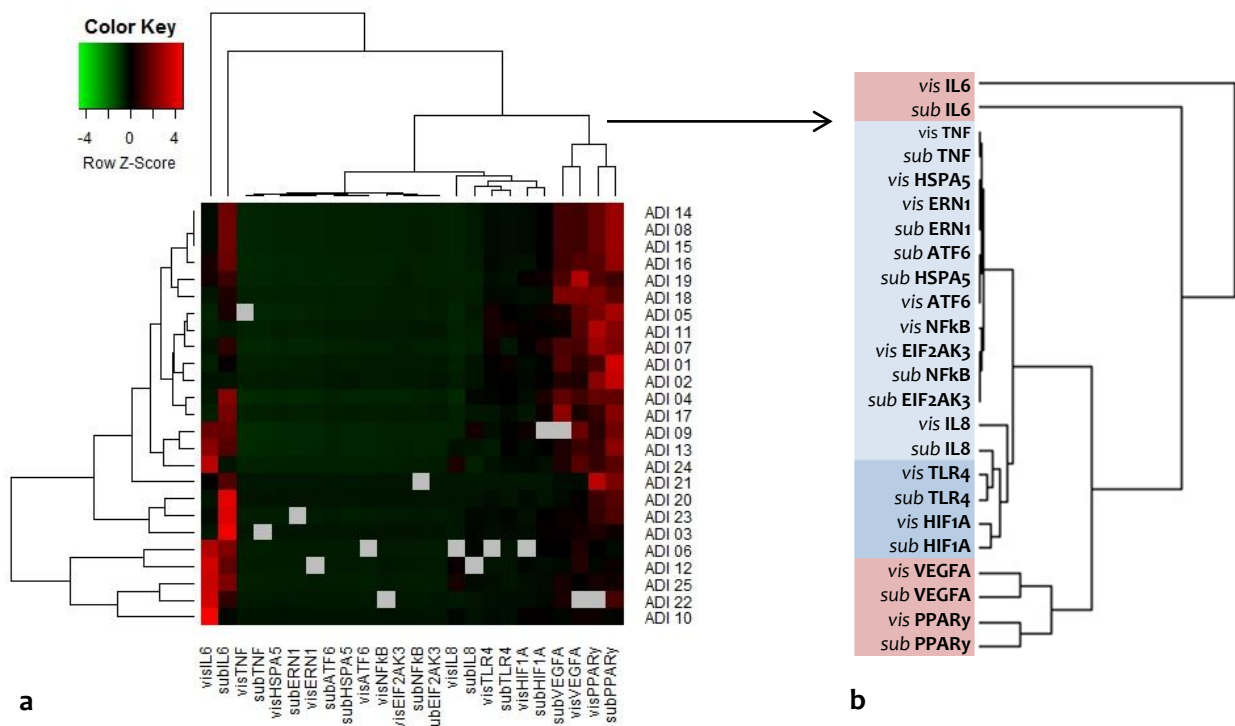 Color Key
-4 0 4
Row Z-Score
ADI 14
ADI 08
ADI 15
ADI 16
ADI 19
ADI 18
ADI 05
ADI 11
ADI 07
ADI 01
ADI 02
ADI 04
ADI 17
ADI 09
ADI 13
ADI 24
ADI 21
ADI 20
ADI 23
ADI 03
ADI 06
ADI 12
ADI 25
ADI 22
ADI 10
visIL6
subIL6
visTNF
subTNF
visHSPA5
subERN1
visERN1
subATF6
subHSPA5
visATF6
visNFkB
visEIF2AK3
subNFkB
subEIF2AK3
visIL8
subIL8
visTLR4
subTLR4
visHIF1A
subHIF1A
subVEGFA
visVEGFA
visPPARy
subPPARy
a
vis IL6
sub IL6
vis TNF
sub TNF
vis HSPA5
vis ERN1
sub ERN1
sub ATF6
sub HSPA5
vis ATF6
vis NFkB
vis EIF2AK3
sub NFkB
sub EIF2AK3
vis IL8
sub IL8
vis TLR4
sub TLR4
vis HIF1A
sub HIF1A
vis VEGFA
sub VEGFA
vis PPARy
sub PPARy
b